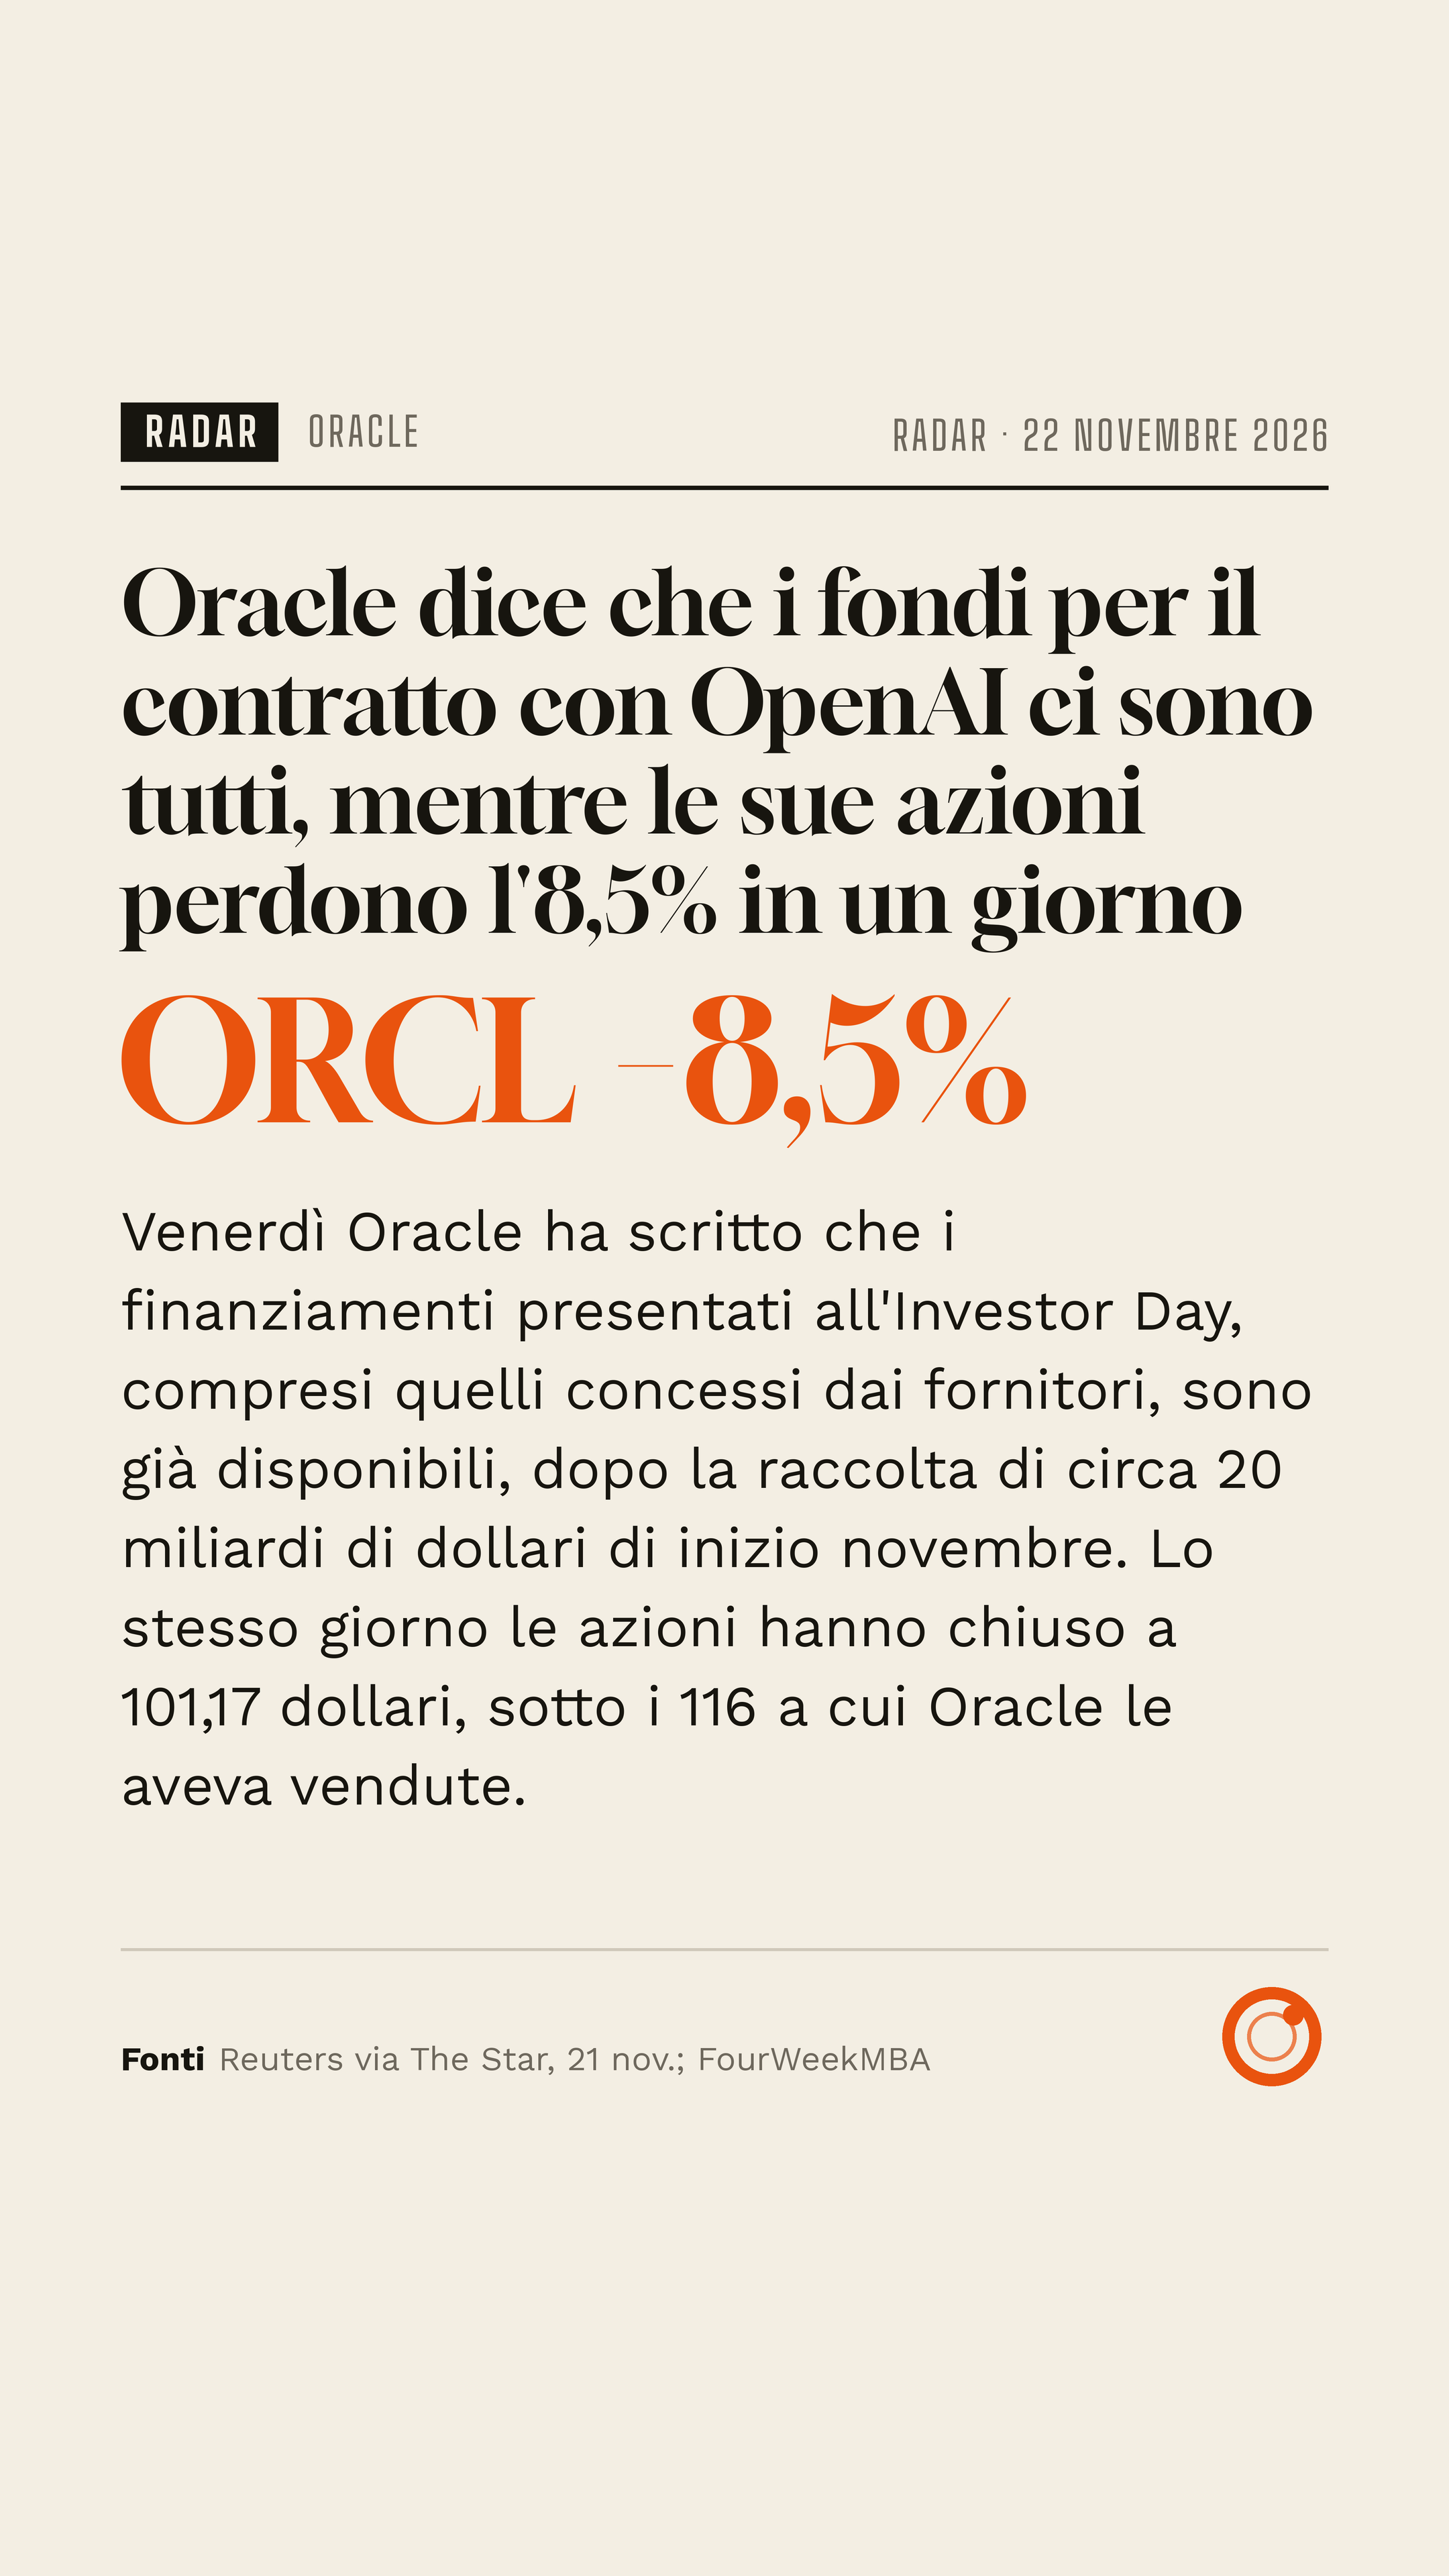 RADAR ORACLE RADAR · 22 NOVEMBRE 2026
Oracle dice che i fondi per il
contratto con OpenAI ci sono
tutti, mentre le sue azioni
perdono l'8,5% in un giorno
ORCL −8,5%
Venerdì Oracle ha scritto che i
finanziamenti presentati all'Investor Day,
compresi quelli concessi dai fornitori, sono
già disponibili, dopo la raccolta di circa 20
miliardi di dollari di inizio novembre. Lo
stesso giorno le azioni hanno chiuso a
101,17 dollari, sotto i 116 a cui Oracle le
aveva vendute.
Fonti Reuters via The Star, 21 nov.; FourWeekMBA